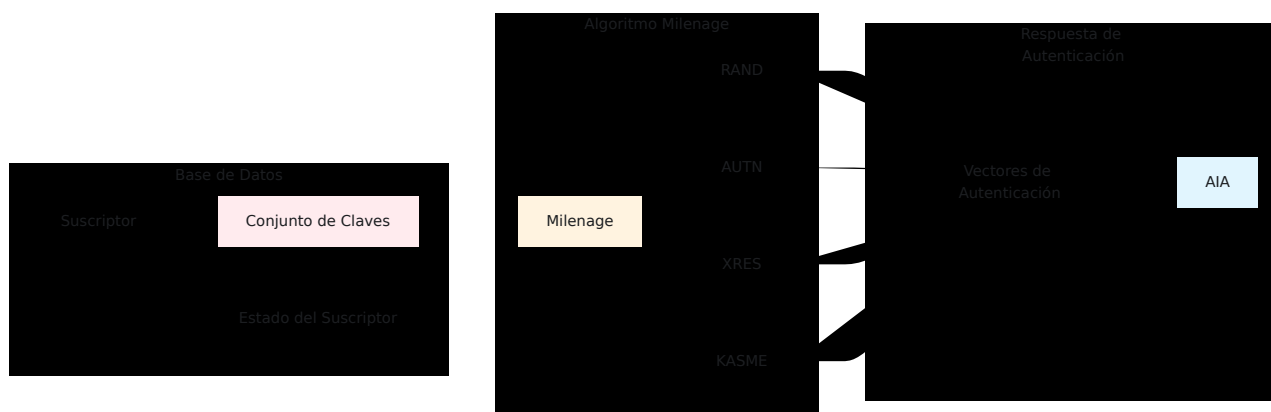 Base de Datos
Suscriptor
Conjunto de Claves
Estado del Suscriptor
Algoritmo Milenage
Milenage
RAND
AUTN
XRES
KASME
Respuesta de
Autenticación
Vectores de
Autenticación
AIA